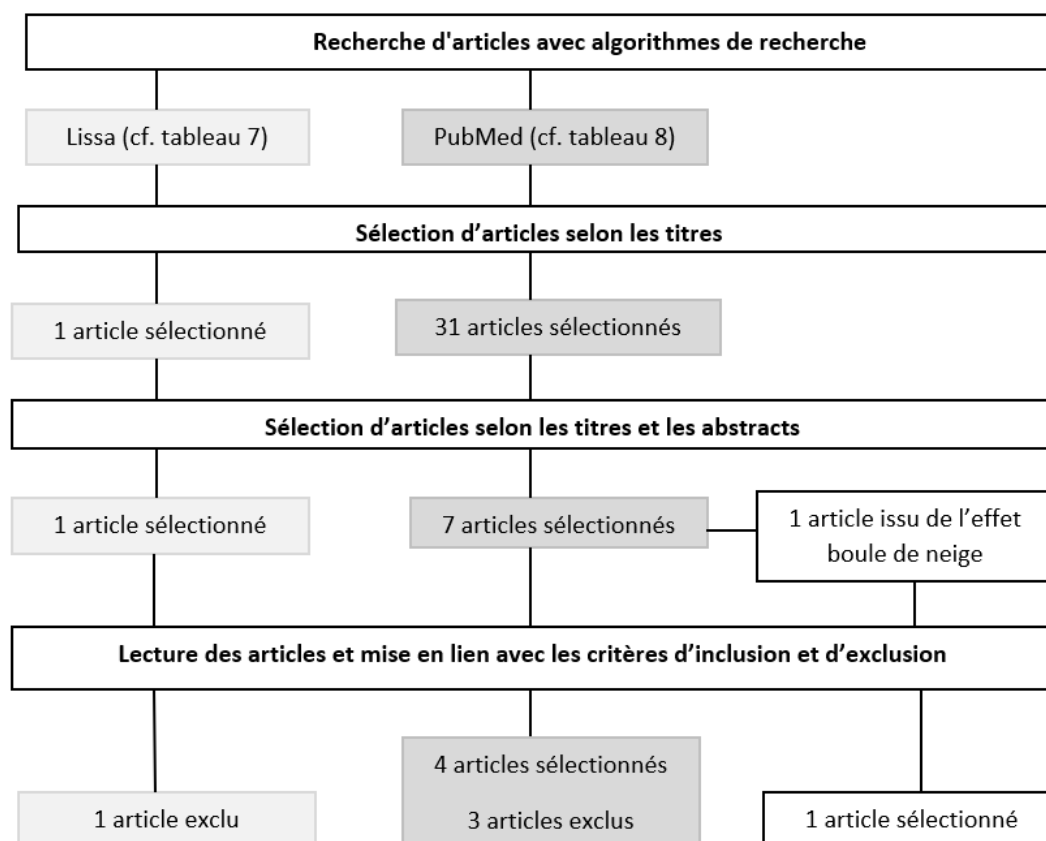 Recherche d'articles avec algorithmes de recherche
Lissa (cf. tableau 7)
PubMed (cf. tableau 8)
Sélection d’articles selon les titres
1 article sélectionné
31 articles sélectionnés
Sélection d’articles selon les titres et les abstracts
1 article sélectionné
7 articles sélectionnés
1 article issu de l’effet
boule de neige
Lecture des articles et mise en lien avec les critères d’inclusion et d’exclusion
1 article exclu
4 articles sélectionnés
3 articles exclus
1 article sélectionné